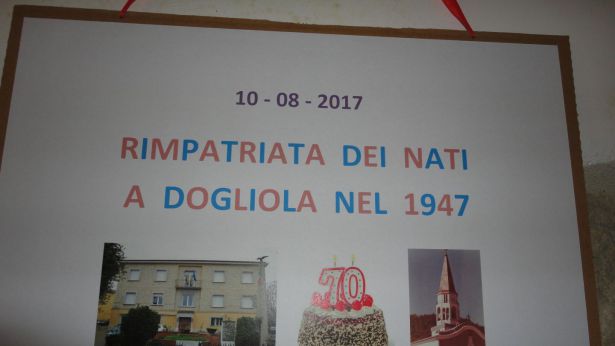 10 - 08 - 2017
RIMPATRIATA DEI NATI
A DOGLIOLA NEL 1947
70